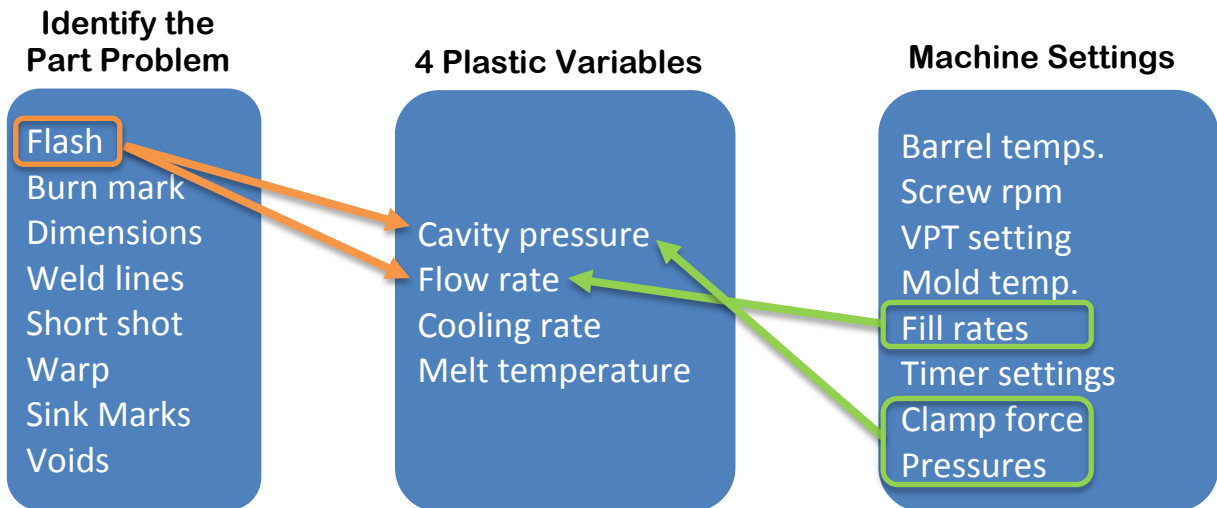 Identify the
Part Problem
Flash
Burn mark
Dimensions
Weld lines
Short shot
Warp
Sink Marks
Voids
4 Plastic Variables
Cavity pressure
Flow rate
Cooling rate
Melt temperature
Machine Settings
Barrel temps.
Screw rpm
VPT setting
Mold temp.
Fill rates
Timer settings
Clamp force
Pressures